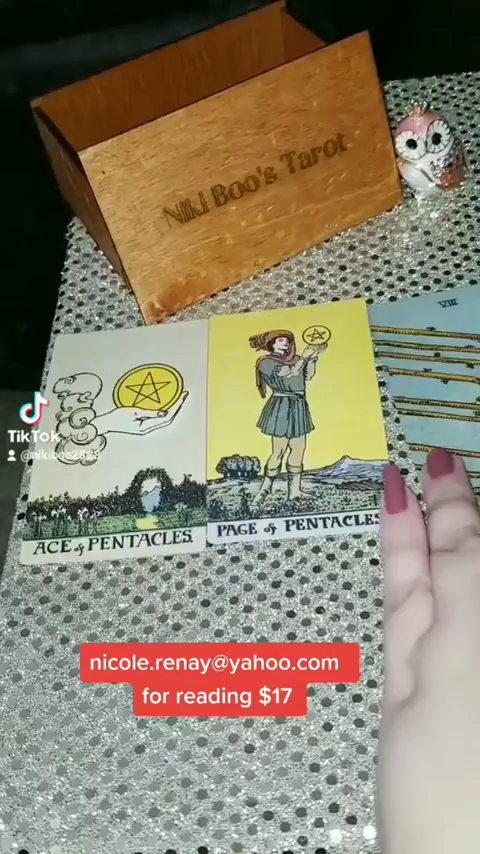 Niki Boo's Tarot
VIII
ACE of PENTACLES.
PAGE of PENTACLES.
TikTok
nicole.renay@yahoo.com
for reading $17